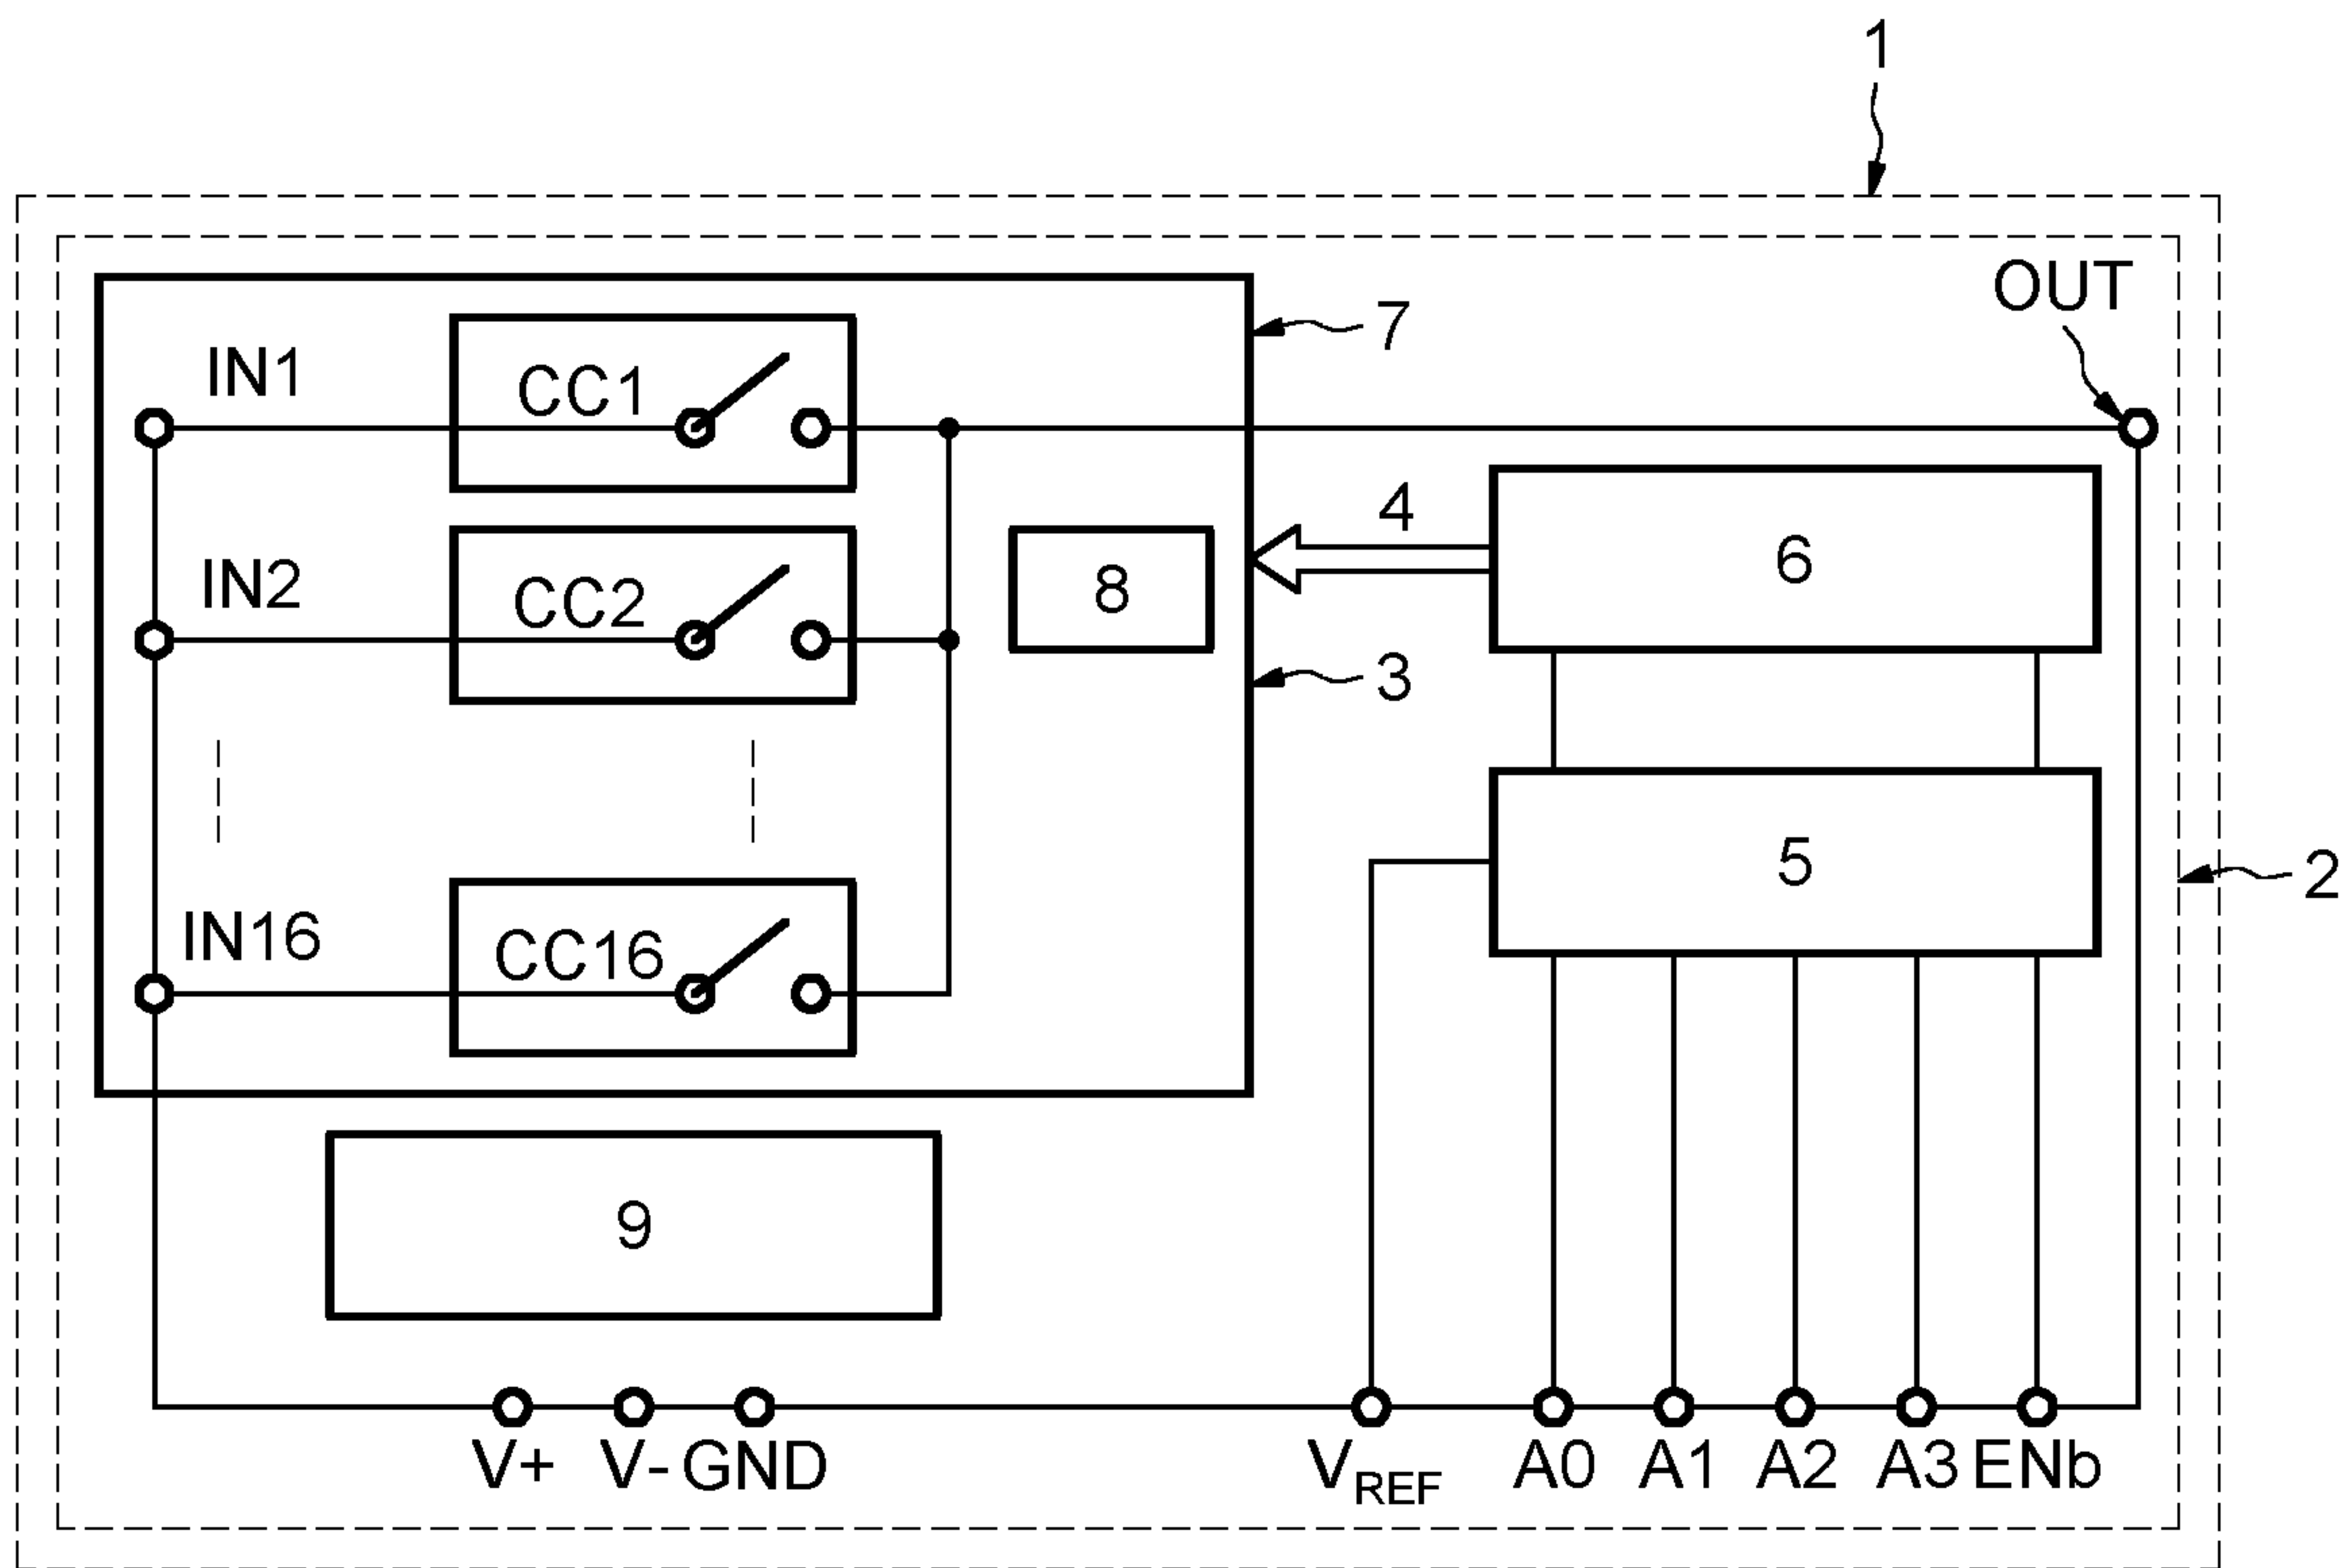 1
OUT
7
IN1
CC1
4
6
IN2
CC2
8
3
5
2
IN16
CC16
9
V+ V- GND VREF A0 A1 A2 A3 ENb